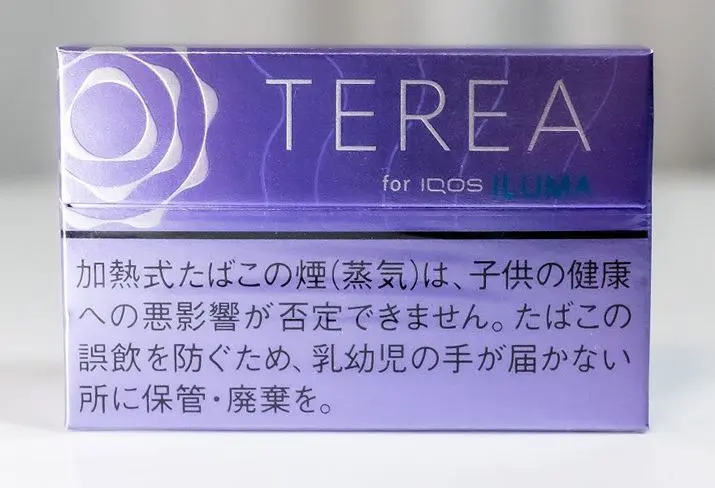 TEREA
for IQOS ILUMA
加熱式たばこの煙(蒸気)は、子供の健康
への悪影響が否定できません。たばこの
誤飲を防ぐため、乳幼児の手が届かない
所に保管・廃棄を。